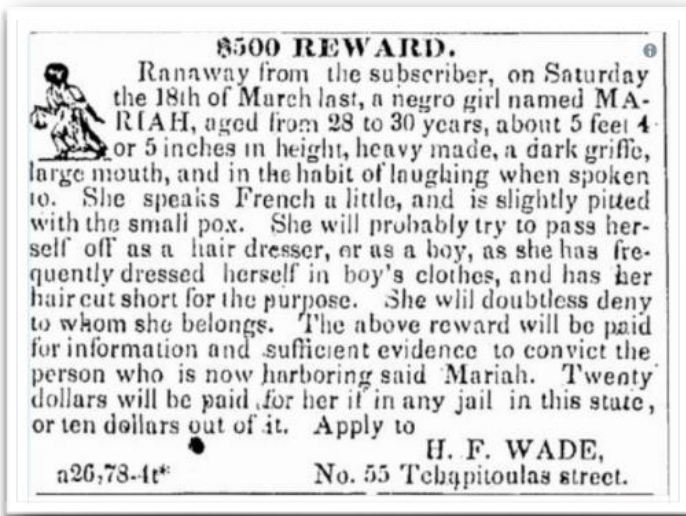 $500 REWARD.
Ranaway from the subscriber, on Saturday
the 18th of March last, a negro girl named MA-
RIAH, aged from 28 to 30 years, about 5 feet 4
or 5 inches in height, heavy made, a dark griffe,
large mouth, and in the habit of laughing when spoken
to. She speaks French a little, and is slightly pitted
with the small pox. She will probably try to pass her-
self off as a hair dresser, or as a boy, as she has fre-
quently dressed herself in boy's clothes, and has her
hair cut short for the purpose. She wlil doubtless deny
to whom she belongs. The above reward will be paid
for information and sufficient evidence to convict the
person who is now harboring said Mariah. Twenty
dollars will be paid for her if in any jail in this state,
or ten dollars out of it. Apply to
H. F. WADE,
a26,78-4t* No. 55 Tchapitoulas street.